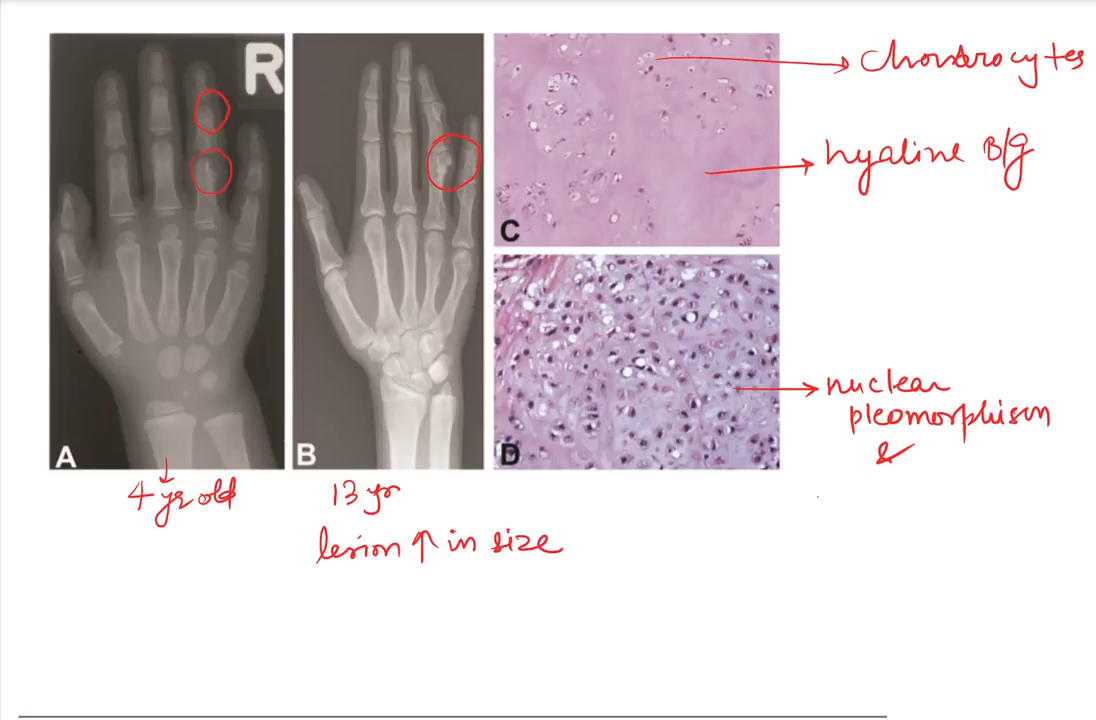 R
chondrocytes
hyaline B/g
C
nuclear
pleomorphism
&
A
B
D
4 yr old
13 yr
lesion ↑ in size